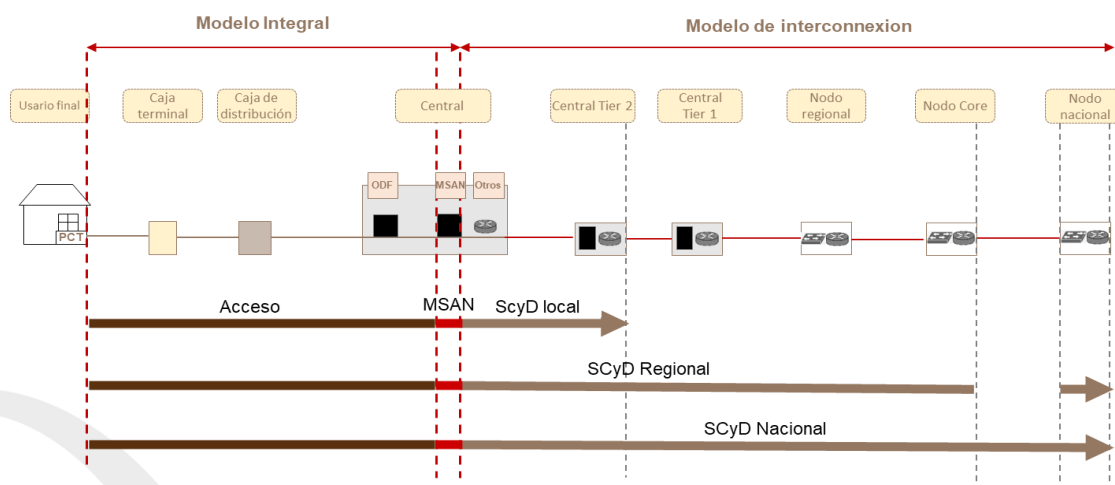 Modelo Integral
Modelo de interconnexion
Usario final
Caja
terminal
Caja de
distribución
Central
Central Tier 2
Central
Tier 1
Nodo
regional
Nodo Core
Nodo
nacional
ODF
MSAN
Otros
PCT
Acceso
MSAN
ScyD local
SCyD Regional
SCyD Nacional